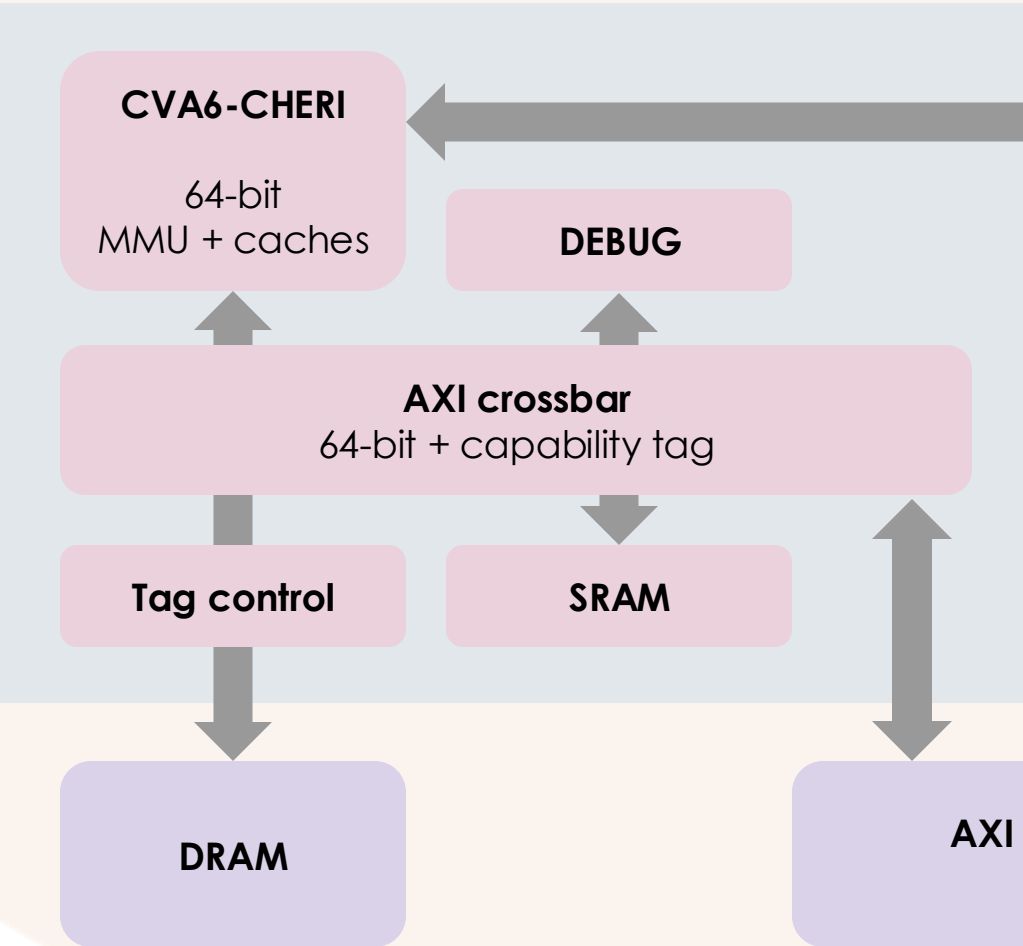 CVA6-CHERI
64-bit
MMU + caches
DEBUG
AXI crossbar
64-bit + capability tag
Tag control
SRAM
DRAM
AXI